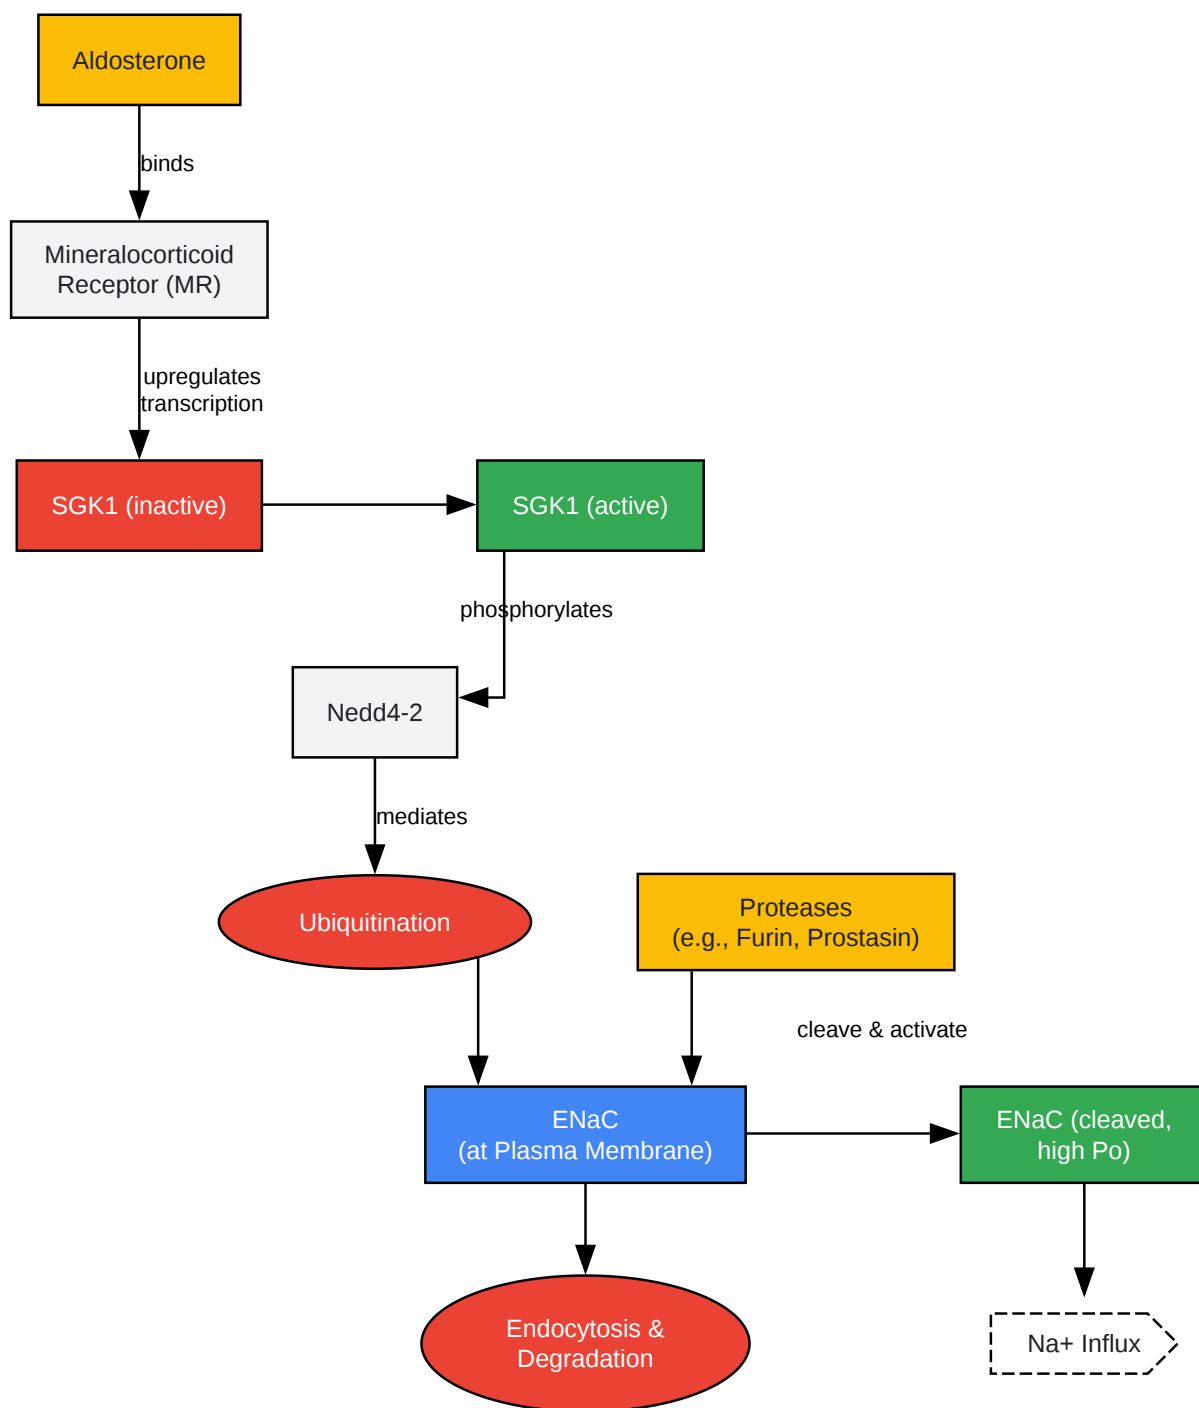 Aldosterone
binds
Mineralocorticoid
Receptor (MR)
upregulates
transcription
SGK1 (inactive)
SGK1 (active)
phosphorylates
Nedd4-2
mediates
Ubiquitination
Proteases
(e.g., Furin, Prostasin)
cleave & activate
ENaC
(at Plasma Membrane)
ENaC (cleaved,
high Po)
Endocytosis &
Degradation
Na+ Influx